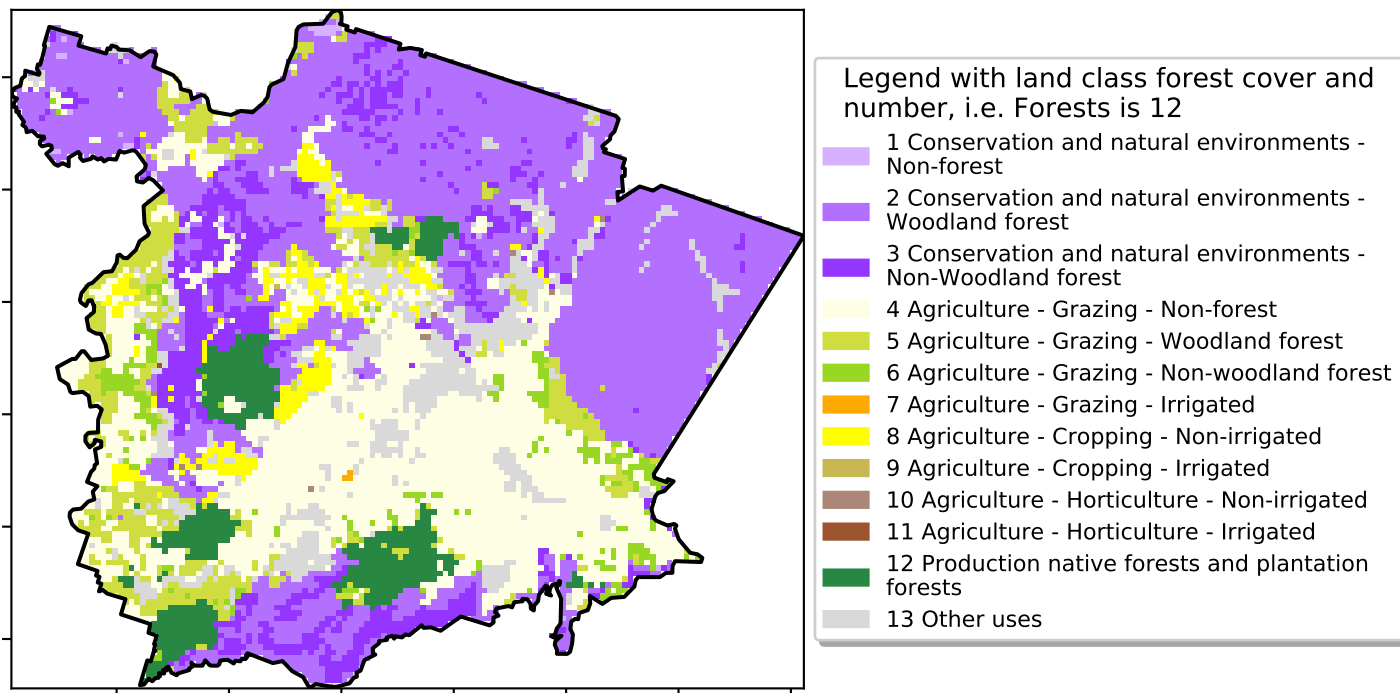 Legend with land class forest cover and
number, i.e. Forests is 12
1 Conservation and natural environments -
Non-forest
2 Conservation and natural environments -
Woodland forest
3 Conservation and natural environments -
Non-Woodland forest
4 Agriculture - Grazing - Non-forest
5 Agriculture - Grazing - Woodland forest
6 Agriculture - Grazing - Non-woodland forest
7 Agriculture - Grazing - Irrigated
8 Agriculture - Cropping - Non-irrigated
9 Agriculture - Cropping - Irrigated
10 Agriculture - Horticulture - Non-irrigated
11 Agriculture - Horticulture - Irrigated
12 Production native forests and plantation
forests
13 Other uses